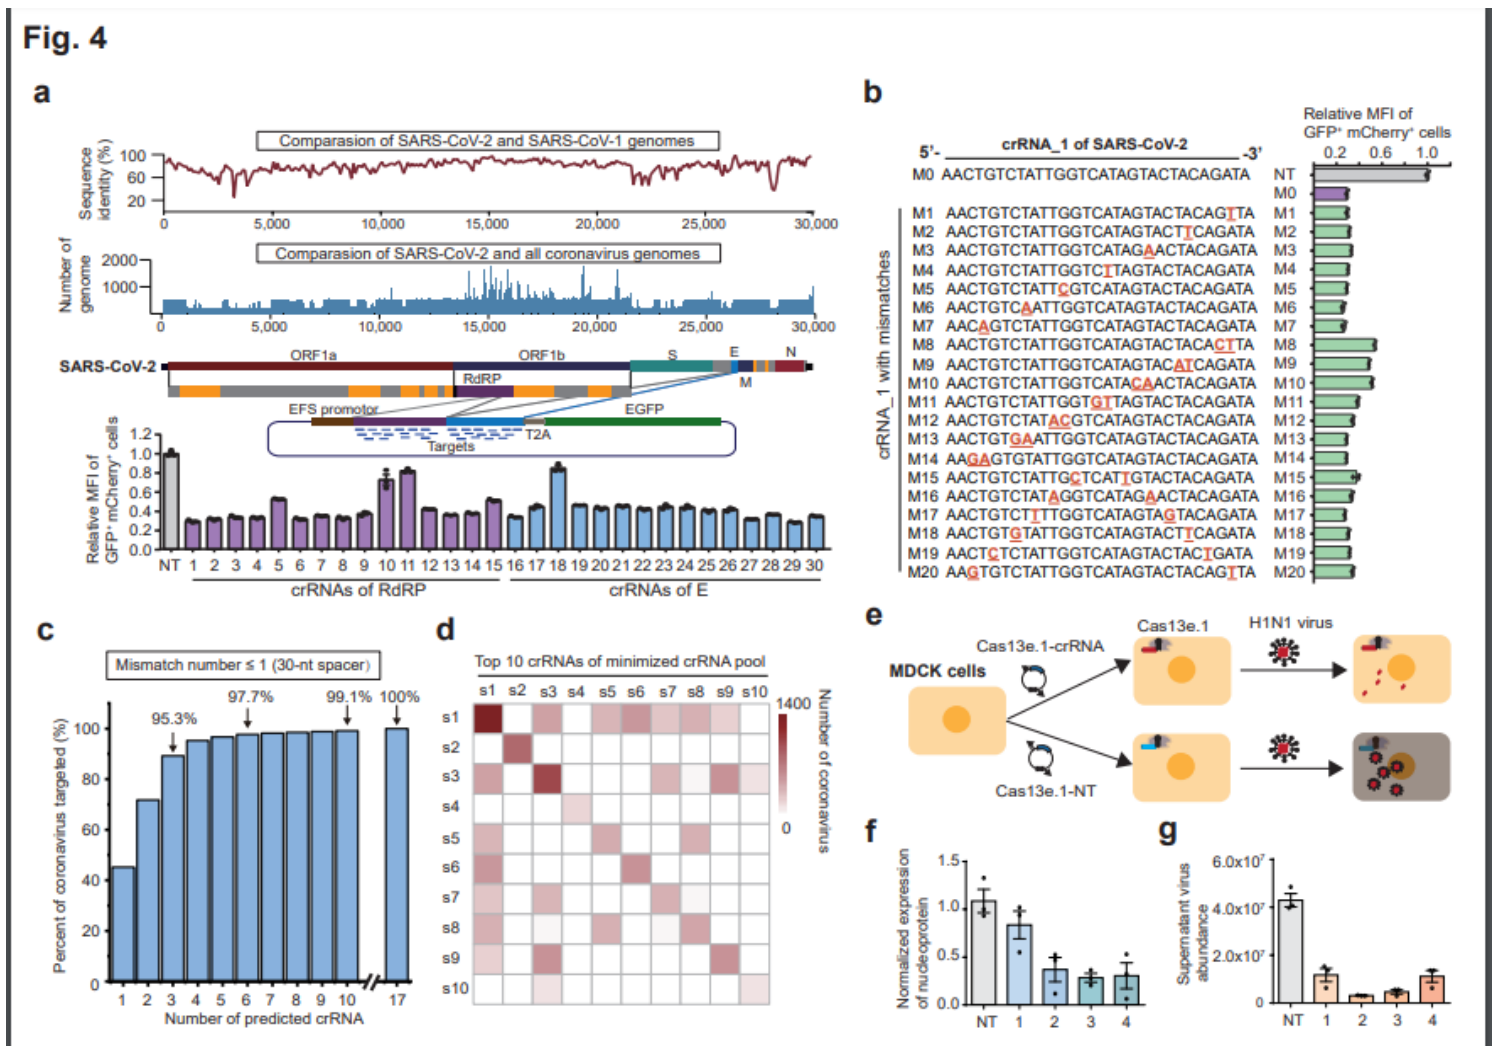 Fig. 4
a
Comparasion of SARS-CoV-2 and SARS-CoV-1 genomes
Sequence
identity (%)
100
60
20
0 5,000 10,000 15,000 20,000 25,000 30,000
Comparasion of SARS-CoV-2 and all coronavirus genomes
Number of
genome
2000
1000
0 5,000 10,000 15,000 20,000 25,000 30,000
SARS-CoV-2
ORF1a ORF1b S E N
RdRP M
EFS promotor EGFP
Targets T2A
Relative MFI of
GFP⁺ mCherry⁺ cells
1.2
1.0
0.8
0.6
0.4
0.2
0.0
NT 1 2 3 4 5 6 7 8 9 10 11 12 13 14 15 16 17 18 19 20 21 22 23 24 25 26 27 28 29 30
crRNAs of RdRP crRNAs of E
b
Relative MFI of
GFP⁺ mCherry⁺ cells
0.2 0.6 1.0
5'- crRNA_1 of SARS-CoV-2 -3'
NT
M0 AACTGTCTATTGGTCATAGTACTACAGATA M0
crRNA_1 with mismatches
M1 AACTGTCTATTGGTCATAGTACTACAGTTA M1
M2 AACTGTCTATTGGTCATAGTACTTCAGATA M2
M3 AACTGTCTATTGGTCATAGAACTACAGATA M3
M4 AACTGTCTATTGGTCTTAGTACTACAGATA M4
M5 AACTGTCTATTCGTCATAGTACTACAGATA M5
M6 AACTGTCAATTGGTCATAGTACTACAGATA M6
M7 AACAGTCTATTGGTCATAGTACTACAGATA M7
M8 AACTGTCTATTGGTCATAGTACTACACTTA M8
M9 AACTGTCTATTGGTCATAGTACATCAGATA M9
M10 AACTGTCTATTGGTCATACAACTACAGATA M10
M11 AACTGTCTATTGGTGTTAGTACTACAGATA M11
M12 AACTGTCTATACGTCATAGTACTACAGATA M12
M13 AACTGTGAATTGGTCATAGTACTACAGATA M13
M14 AAGAGTGTATTGGTCATAGTACTACAGATA M14
M15 AACTGTCTATTGCTCATTGTACTACAGATA M15
M16 AACTGTCTATAGGTCATAGAACTACAGATA M16
M17 AACTGTCTTTTGGTCATAGTAGTACAGATA M17
M18 AACTGTGTATTGGTCATAGTACTTCAGATA M18
M19 AACTCTCTATTGGTCATAGTACTACTGATA M19
M20 AAGTGTCTATTGGTCATAGTACTACAGTTA M20
c
Mismatch number ≤ 1 (30-nt spacer)
95.3% 97.7% 99.1% 100%
Percent of coronavirus targeted (%)
100
80
60
40
20
0
1 2 3 4 5 6 7 8 9 10 17
Number of predicted crRNA
d
Top 10 crRNAs of minimized crRNA pool
s1 s2 s3 s4 s5 s6 s7 s8 s9 s10
s1
s2
s3
s4
s5
s6
s7
s8
s9
s10
1400
0
Number of coronavirus
e
MDCK cells
Cas13e.1-crRNA
Cas13e.1
H1N1 virus
Cas13e.1-NT
f
Normalized expression
of nucleoprotein
1.5
1.0
0.5
0.0
NT 1 2 3 4
g
Supernatant virus
abundance
6.0x10⁷
4.0x10⁷
2.0x10⁷
0
NT 1 2 3 4